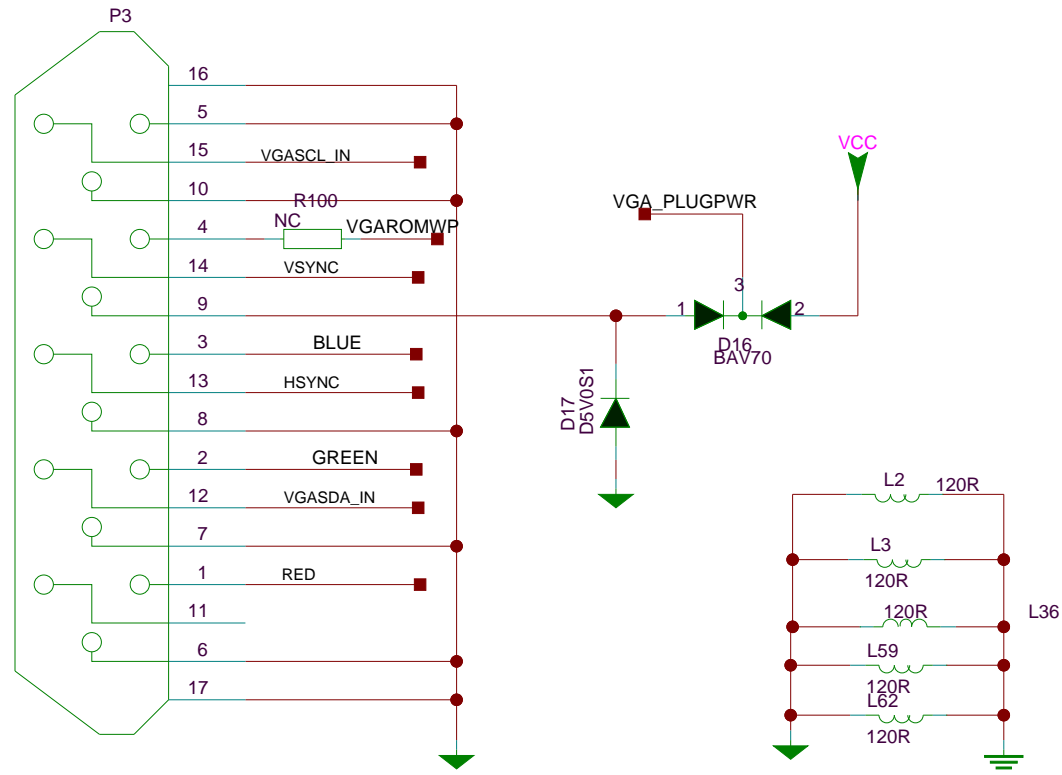 P3
16
5
15 VGASCL_IN
10
R100
NC
4 VGAROMWP
14 VSYNC
9
3 BLUE
13 HSYNC
8
2 GREEN
12 VGASDA_IN
7
1 RED
11
6
17
VCC
VGA_PLUGPWR
3
1 2
D16
BAV70
D17
D5V0S1
L2 120R
L3
120R
120R L36
L59
120R
L62
120R